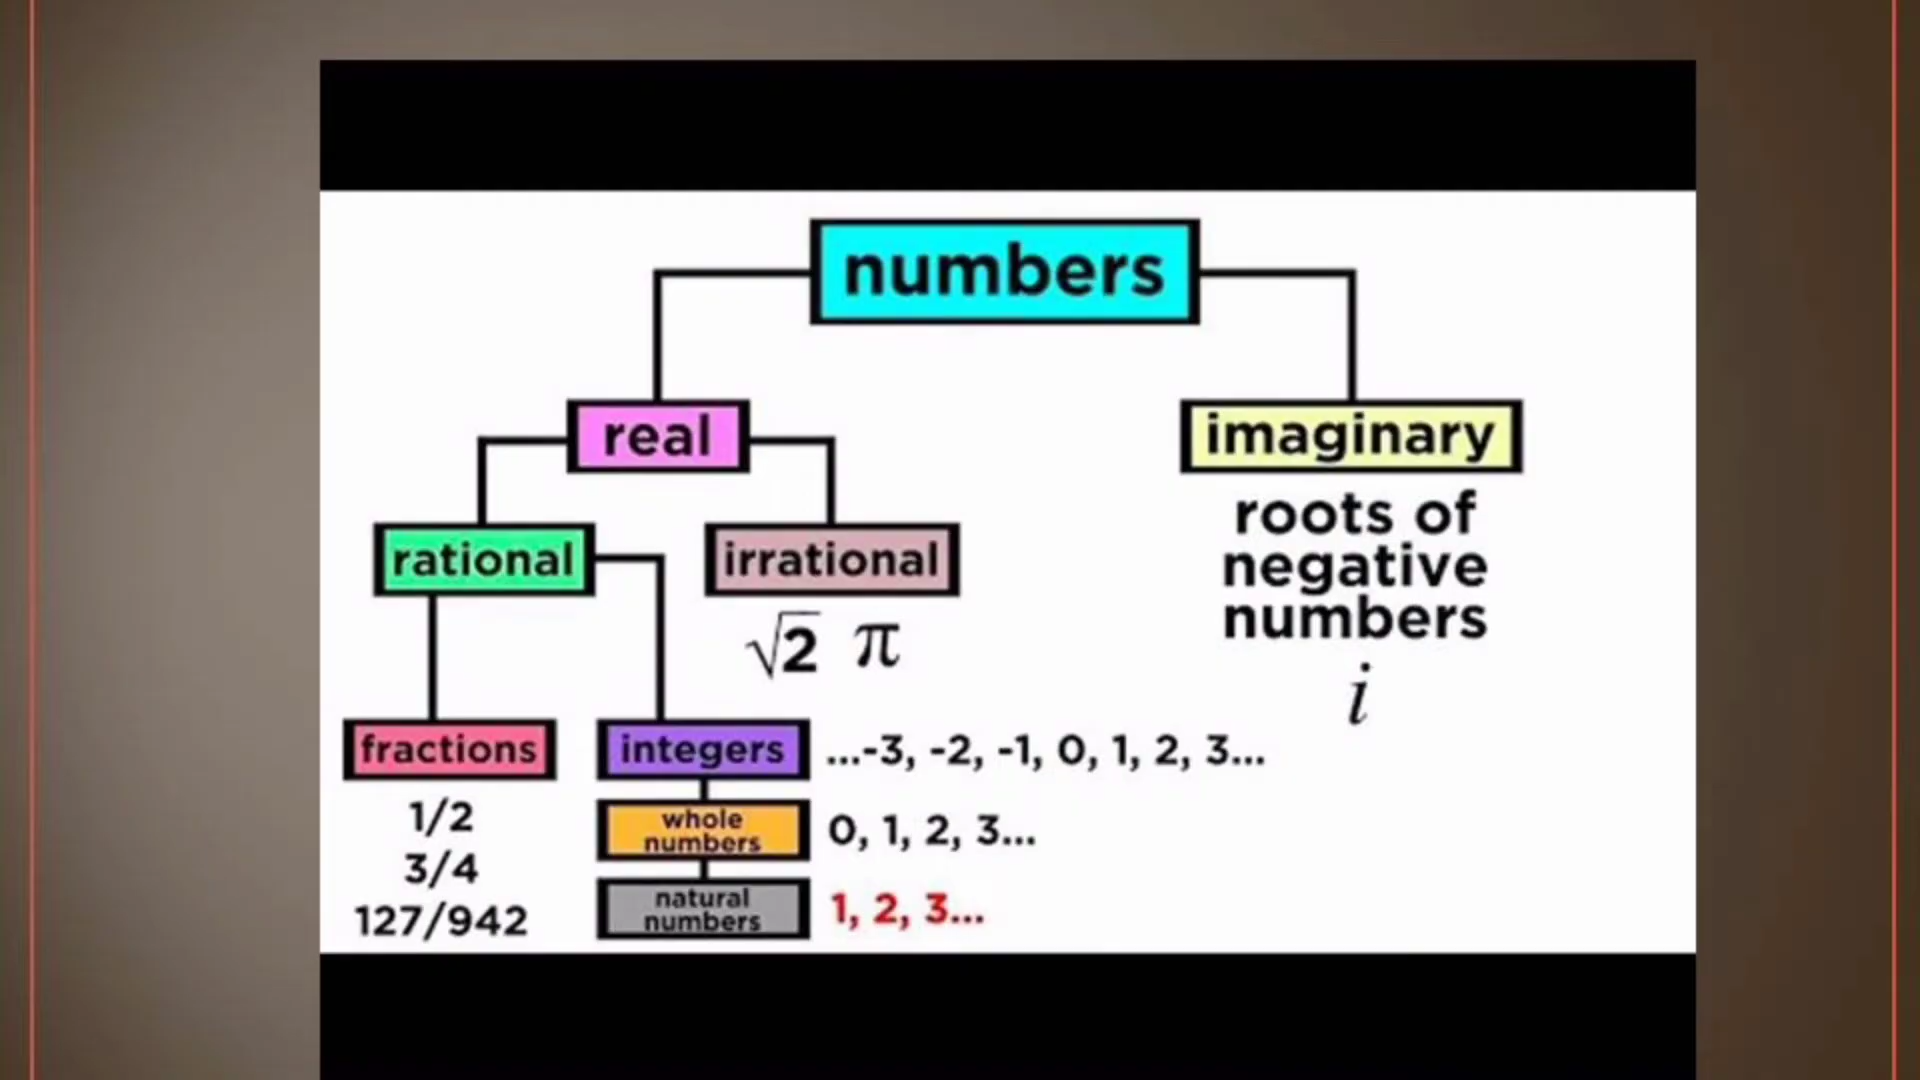 numbers
real
imaginary
roots of
negative
numbers
i
rational
irrational
√2 π
fractions
1/2
3/4
127/942
integers
...-3, -2, -1, 0, 1, 2, 3...
whole
numbers
0, 1, 2, 3...
natural
numbers
1, 2, 3...